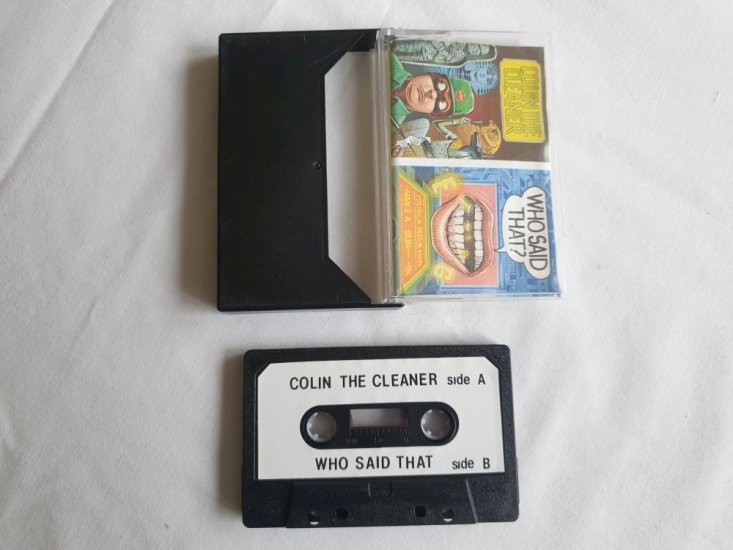 COLIN THE
CLEANER
WHO SAID
THAT?
COLIN THE CLEANER side A
WHO SAID THAT side B